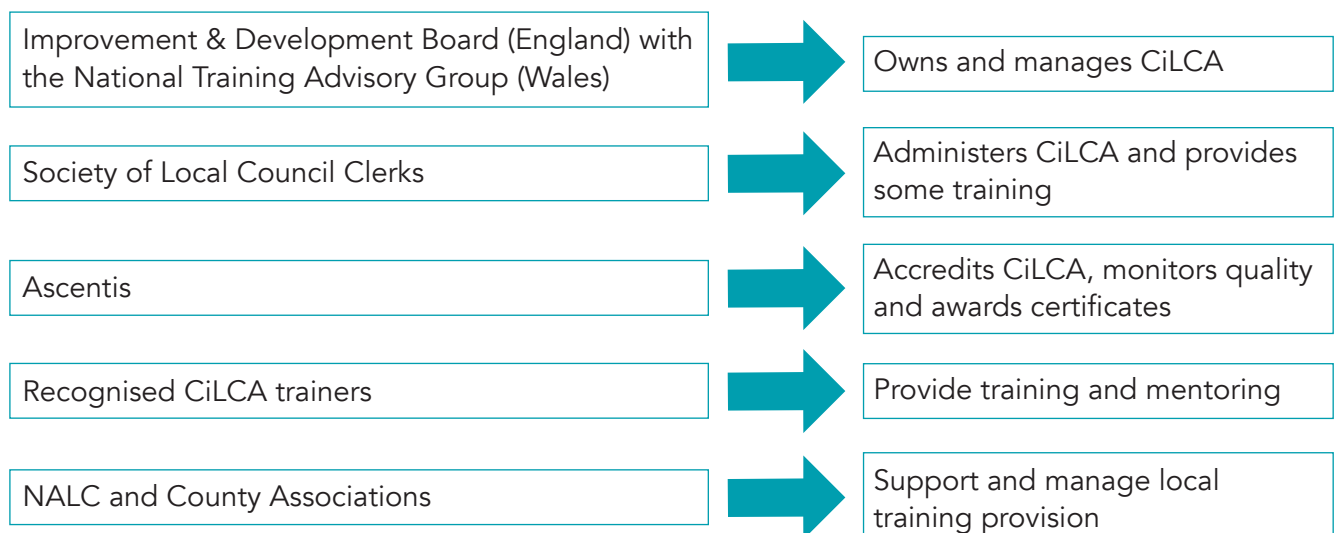 Improvement & Development Board (England) with
the National Training Advisory Group (Wales)
Owns and manages CiLCA
Society of Local Council Clerks
Administers CiLCA and provides
some training
Ascentis
Accredits CiLCA, monitors quality
and awards certificates
Recognised CiLCA trainers
Provide training and mentoring
NALC and County Associations
Support and manage local
training provision